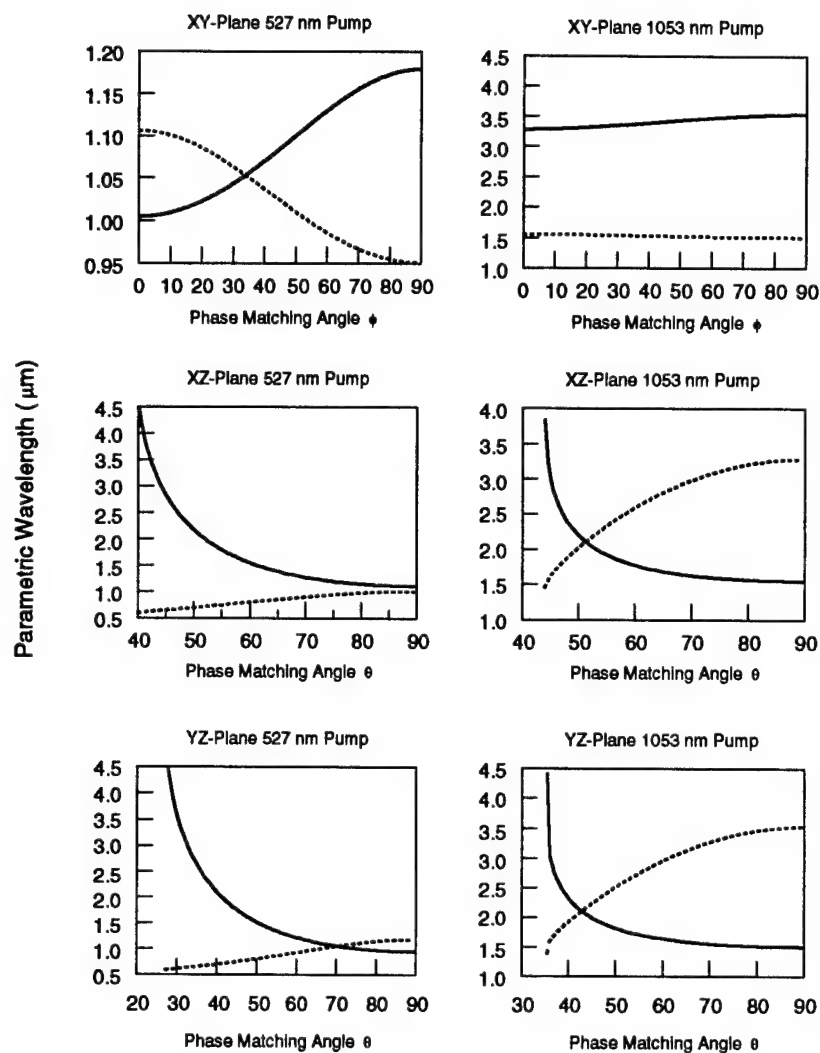 XY-Plane 527 nm Pump
1.20
1.15
1.10
1.05
1.00
0.95
0 10 20 30 40 50 60 70 80 90
Phase Matching Angle ϕ
XY-Plane 1053 nm Pump
4.5
4.0
3.5
3.0
2.5
2.0
1.5
1.0
0 10 20 30 40 50 60 70 80 90
Phase Matching Angle ϕ
Parametric Wavelength ( μm)
XZ-Plane 527 nm Pump
4.5
4.0
3.5
3.0
2.5
2.0
1.5
1.0
0.5
40 50 60 70 80 90
Phase Matching Angle θ
XZ-Plane 1053 nm Pump
4.0
3.5
3.0
2.5
2.0
1.5
1.0
40 50 60 70 80 90
Phase Matching Angle θ
YZ-Plane 527 nm Pump
4.5
4.0
3.5
3.0
2.5
2.0
1.5
1.0
0.5
20 30 40 50 60 70 80 90
Phase Matching Angle θ
YZ-Plane 1053 nm Pump
4.5
4.0
3.5
3.0
2.5
2.0
1.5
1.0
30 40 50 60 70 80 90
Phase Matching Angle θ